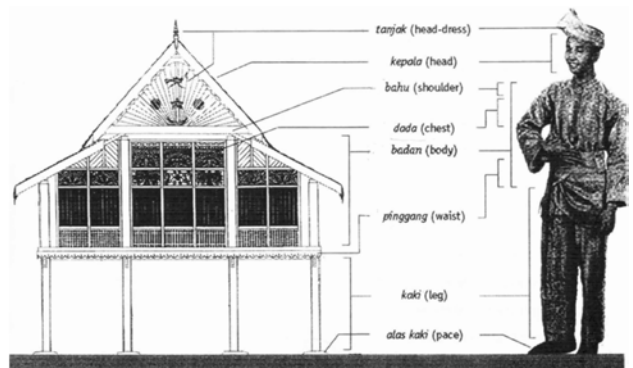 tanjak (head-dress)
kepala (head)
bahu (shoulder)
dada (chest)
badan (body)
pinggang (waist)
kaki (leg)
alas kaki (pace)